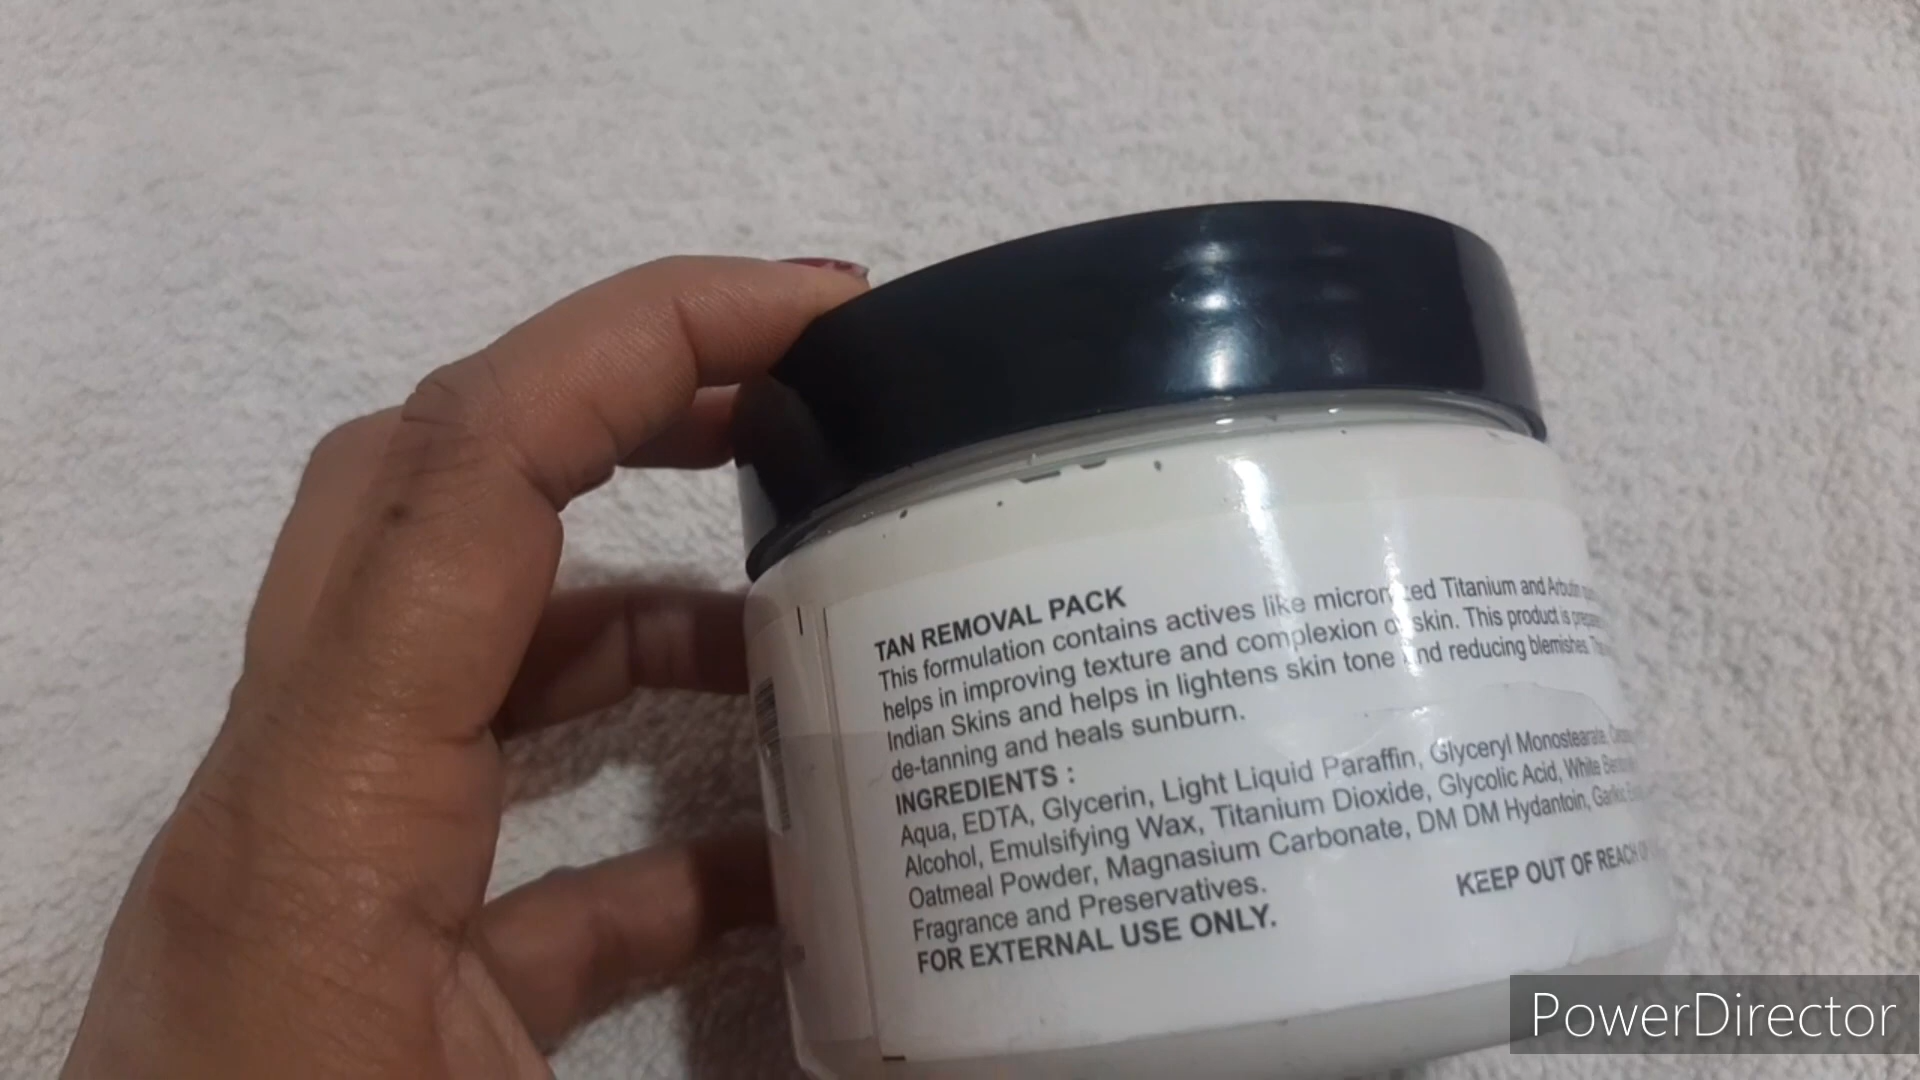 TAN REMOVAL PACK
This formulation contains actives like micronized Titanium and Arbutin
helps in improving texture and complexion of skin. This product is
Indian Skins and helps in lightens skin tone and reducing blemishes.
de-tanning and heals sunburn.
INGREDIENTS :
Aqua, EDTA, Glycerin, Light Liquid Paraffin, Glyceryl Monostearate,
Alcohol, Emulsifying Wax, Titanium Dioxide, Glycolic Acid, White
Oatmeal Powder, Magnasium Carbonate, DM DM Hydantoin,
Fragrance and Preservatives.
FOR EXTERNAL USE ONLY.
KEEP OUT OF REACH
PowerDirector